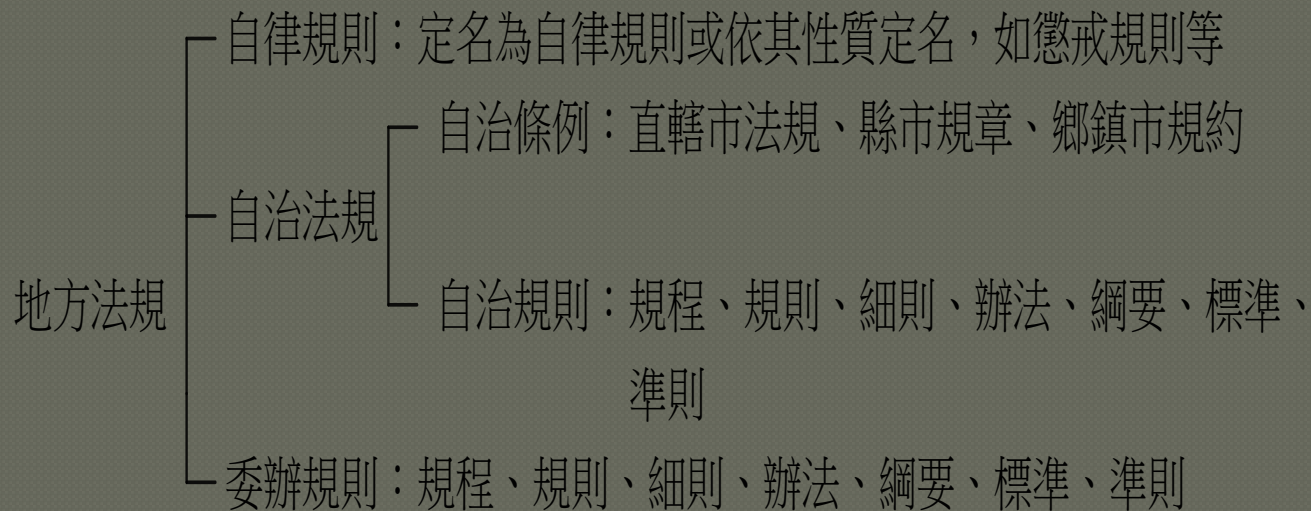 自律規則：定名為自律規則或依其性質定名，如懲戒規則等
自治條例：直轄市法規、縣市規章、鄉鎮市規約
自治法規
地方法規
自治規則：規程、規則、細則、辦法、綱要、標準、
準則
委辦規則：規程、規則、細則、辦法、綱要、標準、準則